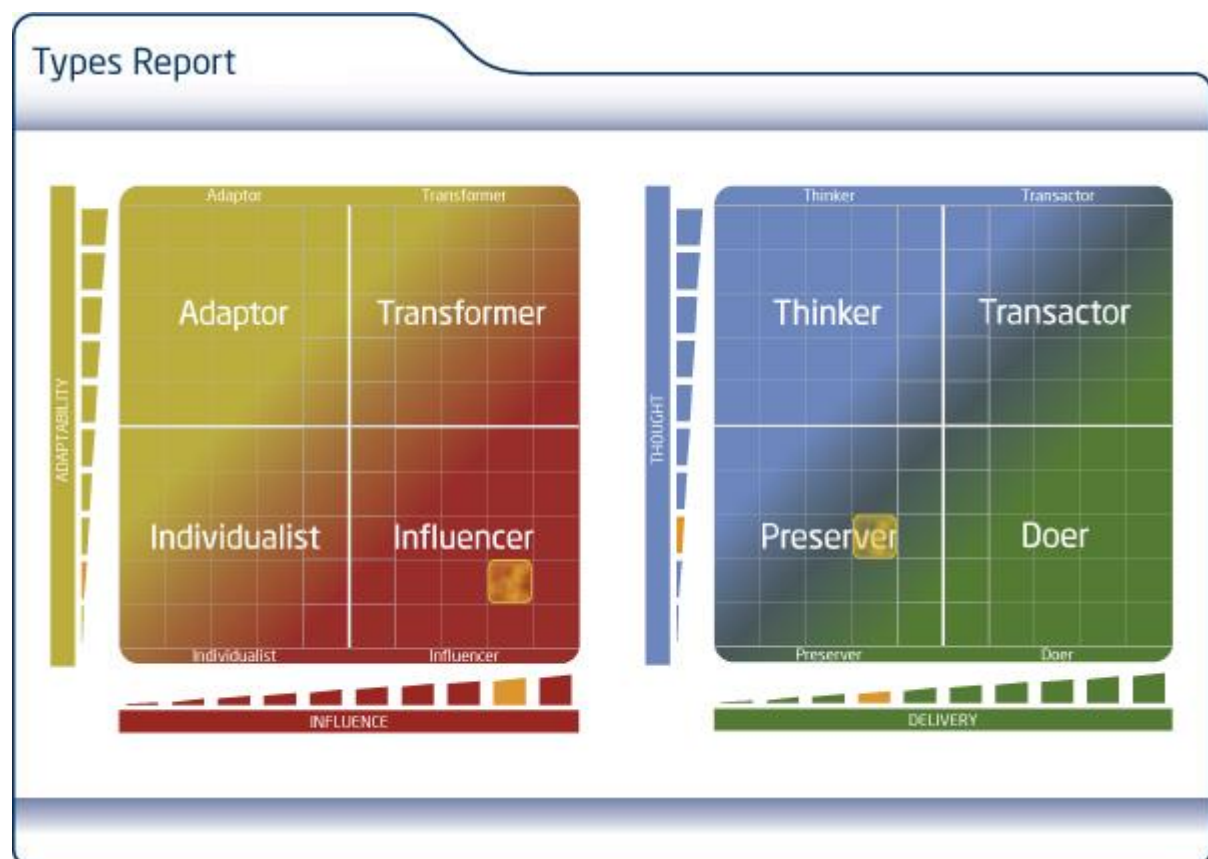 Types Report
Adaptor Transformer
ADAPTABILITY
Adaptor Transformer
Individualist Influencer
Individualist Influencer
INFLUENCE
Thinker Transactor
THOUGHT
Thinker Transactor
Preserver Doer
Preserver Doer
DELIVERY